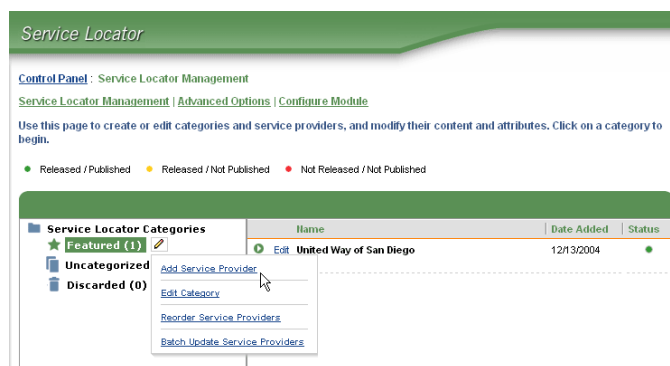 Service Locator
Control Panel : Service Locator Management
Service Locator Management | Advanced Options | Configure Module
Use this page to create or edit categories and service providers, and modify their content and attributes. Click on a category to
begin.
Released / Published Released / Not Published Not Released / Not Published
Service Locator Categories
Featured (1)
Uncategorized
Discarded (0)
Name Date Added Status
Edit United Way of San Diego 12/13/2004
Add Service Provider
Edit Category
Reorder Service Providers
Batch Update Service Providers